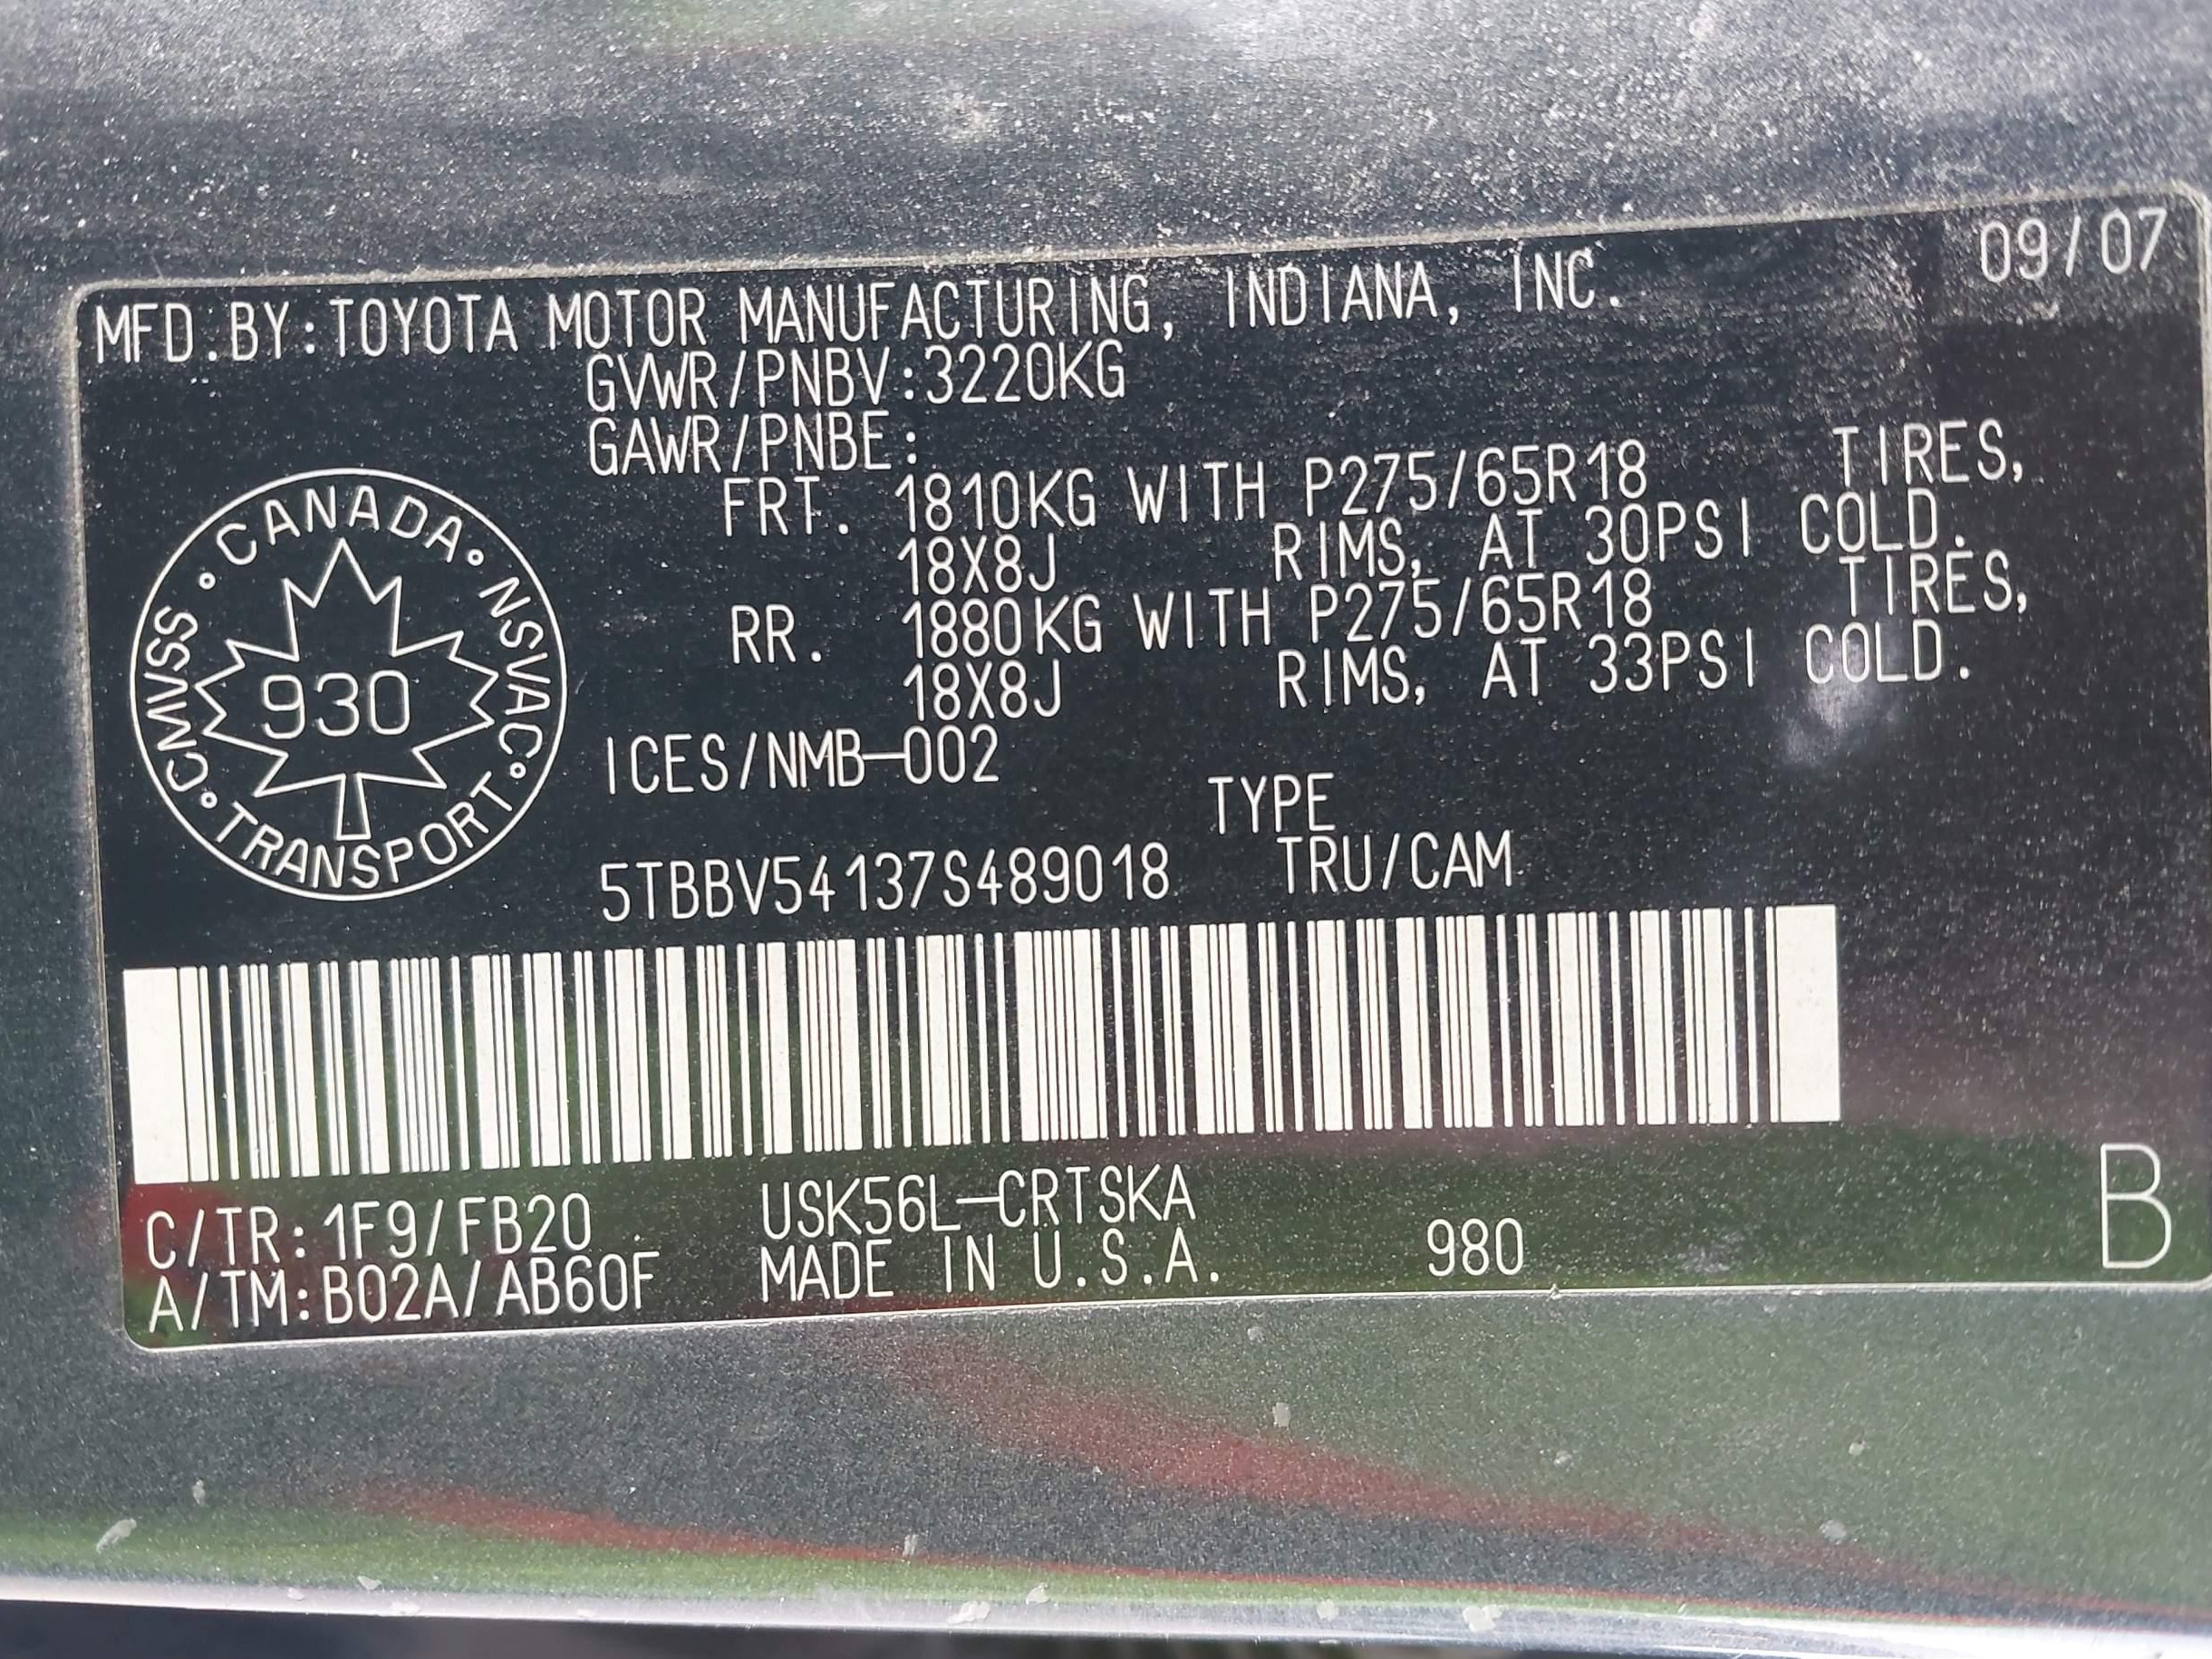 09/07
MFD.BY:TOYOTA MOTOR MANUFACTURING, INDIANA, INC.
GVWR/PNBV:3220KG
GAWR/PNBE:
FRT. 1810KG WITH P275/65R18 TIRES,
18X8J RIMS, AT 30PSI COLD.
RR. 1880KG WITH P275/65R18 TIRES,
18X8J RIMS, AT 33PSI COLD.
CANADA · NSVAC · TRANSPORT · CMVSS
930
ICES/NMB-002
TYPE
5TBBV54137S489018 TRU/CAM
C/TR:1F9/FB20 USK56L-CRTSKA
A/TM:B02A/AB60F MADE IN U.S.A. 980
B